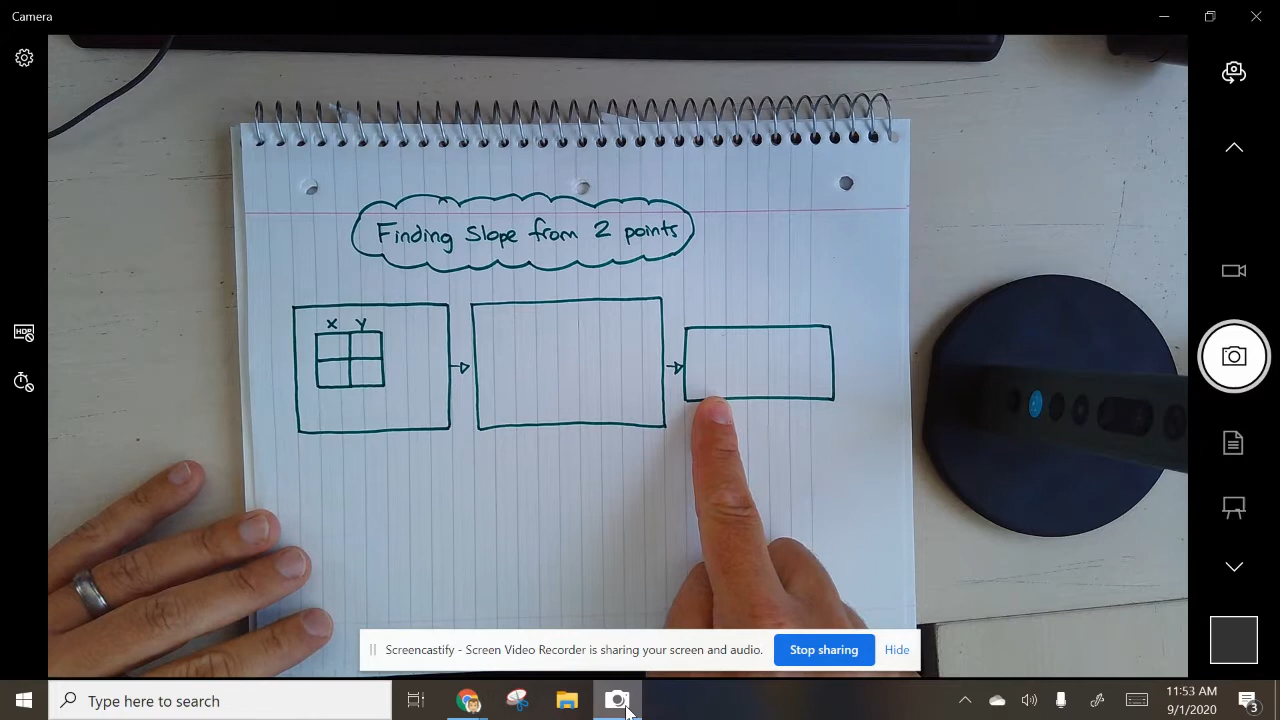 Camera
Finding Slope from 2 points
x y
Screencastify - Screen Video Recorder is sharing your screen and audio.
Stop sharing
Hide
Type here to search
11:53 AM
9/1/2020
3